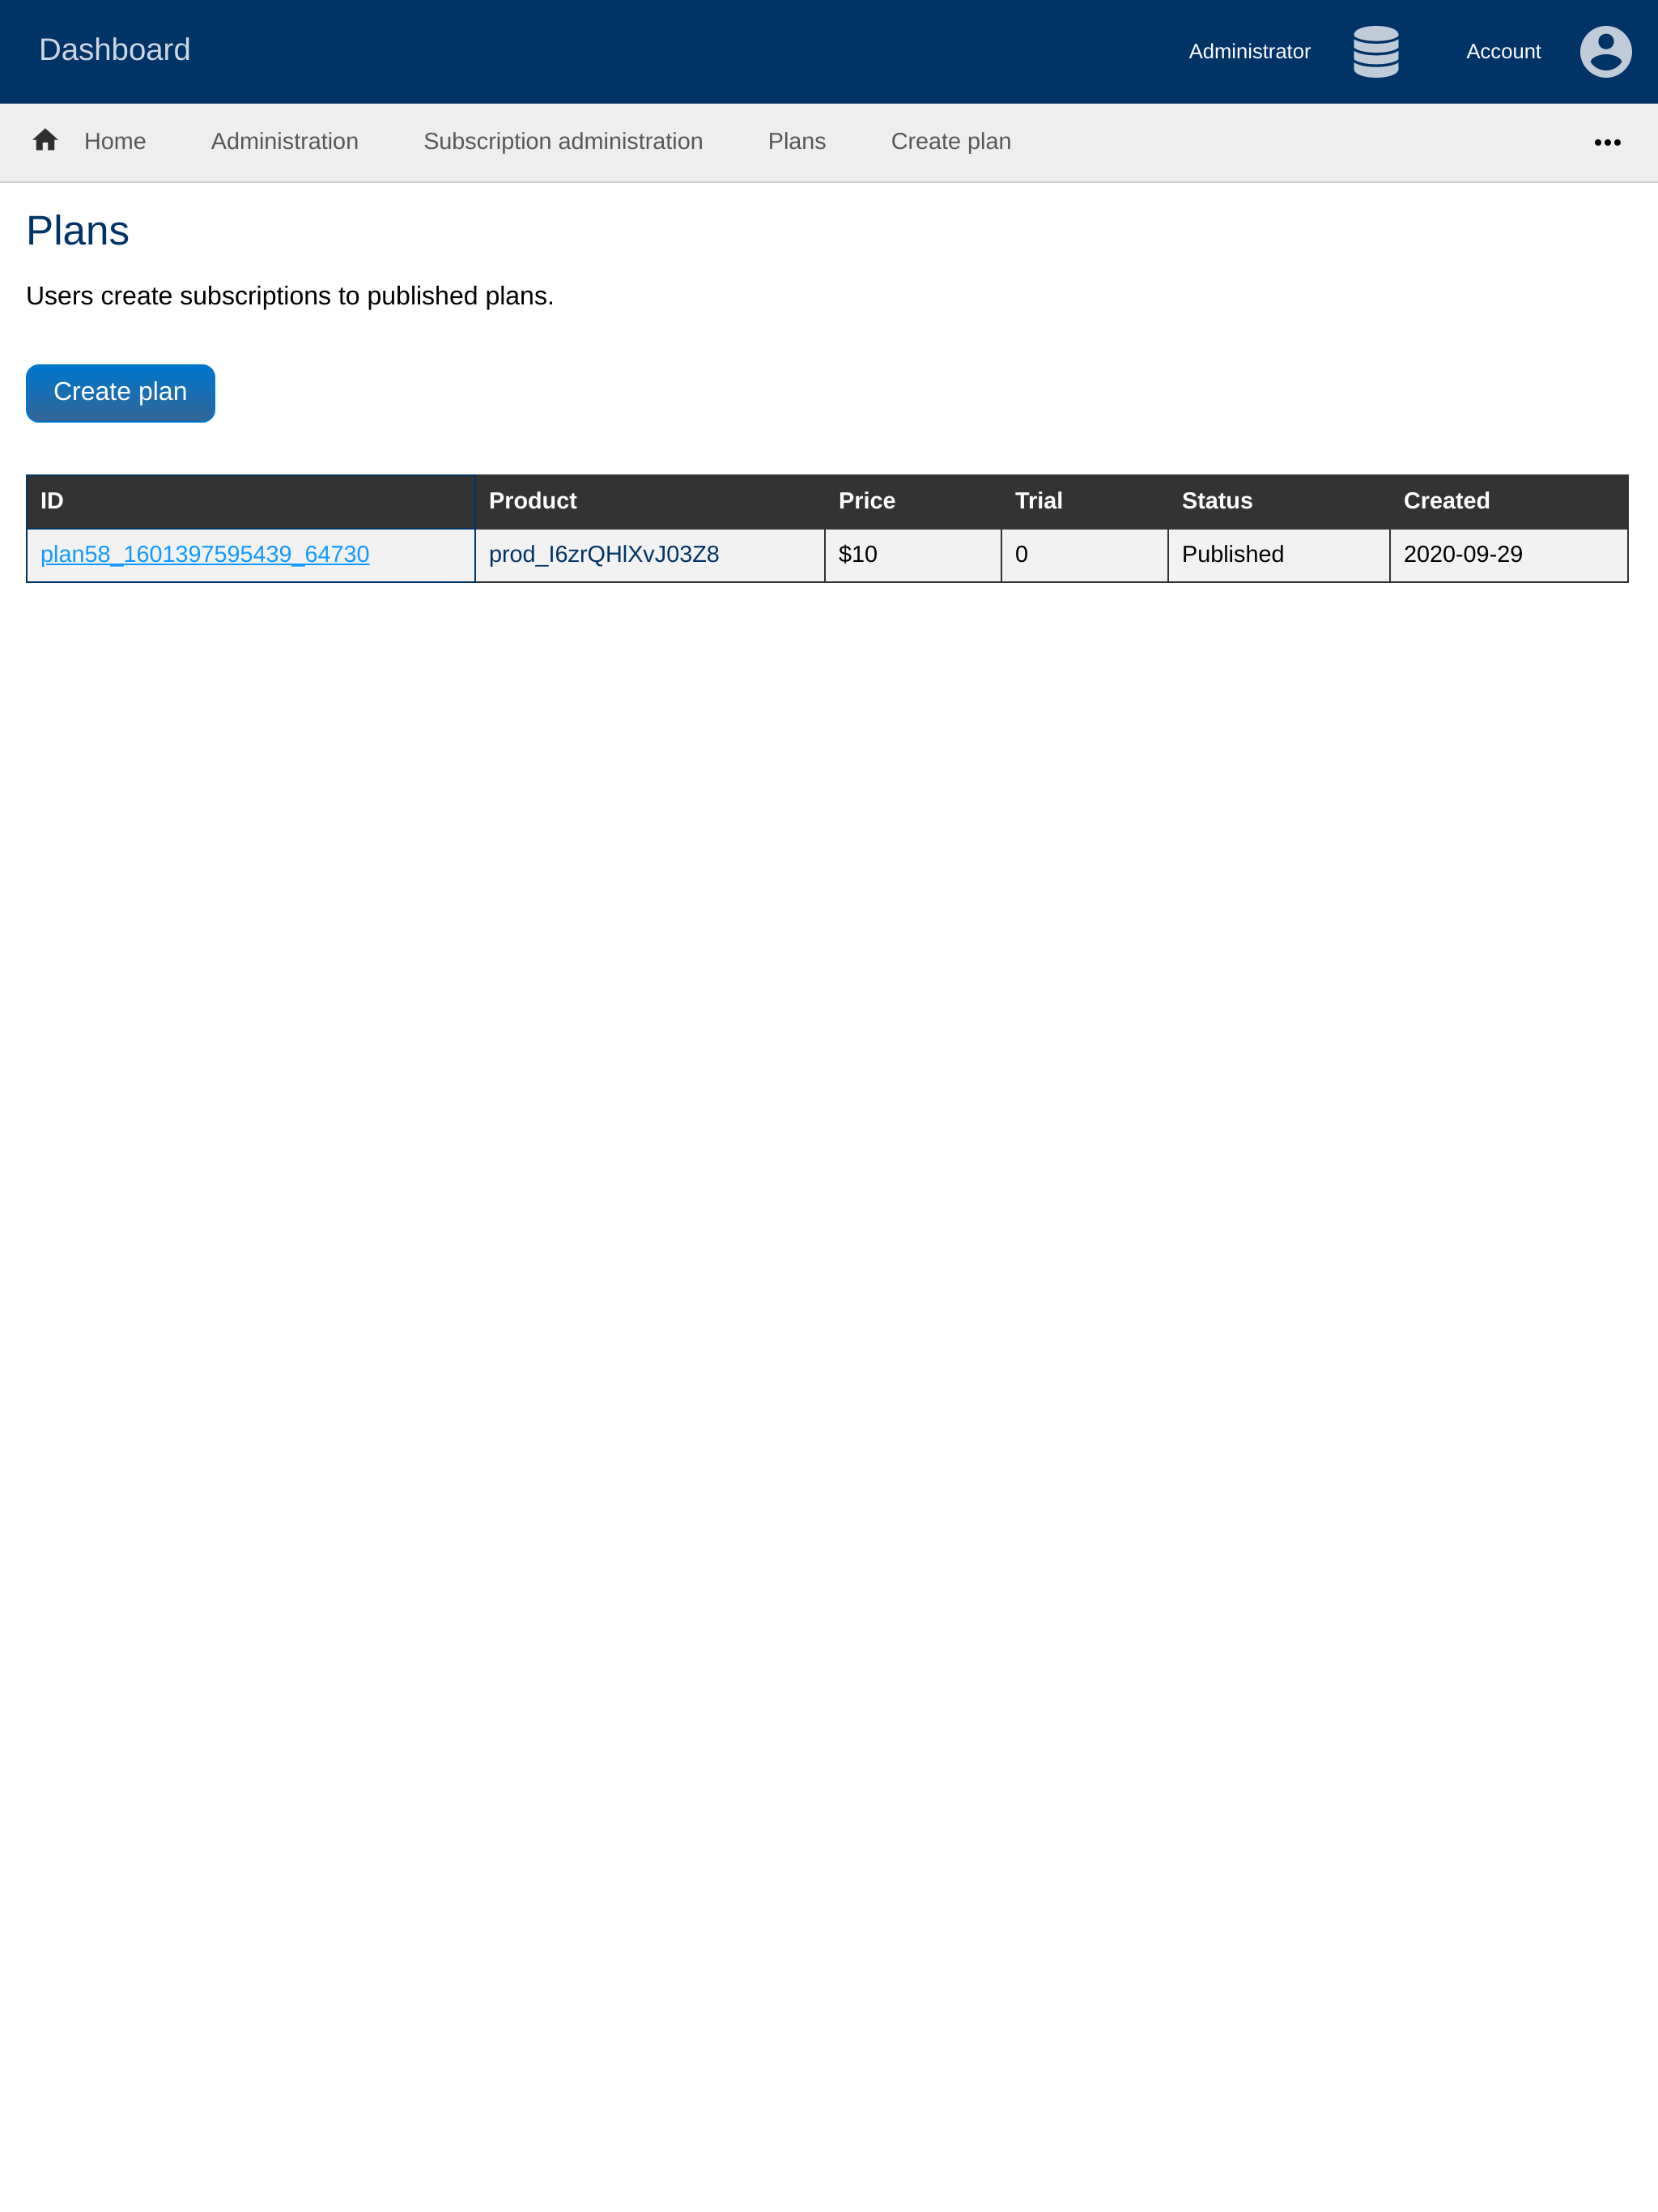 Dashboard Administrator Account
Home Administration Subscription administration Plans Create plan •••
Plans
Users create subscriptions to published plans.
Create plan
ID Product Price Trial Status Created
plan58_1601397595439_64730 prod_I6zrQHlXvJ03Z8 $10 0 Published 2020-09-29